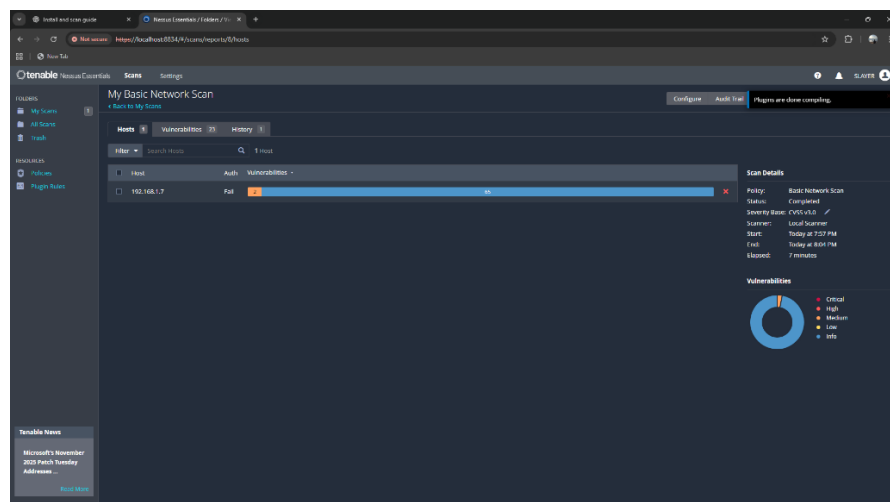 Install and scan guide
Nessus Essentials / Folders / Vi
Not secure https://localhost:8834/#/scans/reports/8/hosts
New Tab
tenable Nessus Essentials Scans Settings SLAYER
FOLDERS
My Scans 1
All Scans
Trash
RESOURCES
Policies
Plugin Rules
My Basic Network Scan
< Back to My Scans
Configure Audit Trail
Plugins are done compiling.
Hosts 1 Vulnerabilities 23 History 1
Filter Search Hosts 1 Host
Host Auth Vulnerabilities
192.168.1.7 Fail 2 65
Scan Details
Policy: Basic Network Scan
Status: Completed
Severity Base: CVSS v3.0
Scanner: Local Scanner
Start: Today at 7:57 PM
End: Today at 8:04 PM
Elapsed: 7 minutes
Vulnerabilities
Critical
High
Medium
Low
Info
Tenable News
Microsoft's November
2025 Patch Tuesday
Addresses ...
Read More